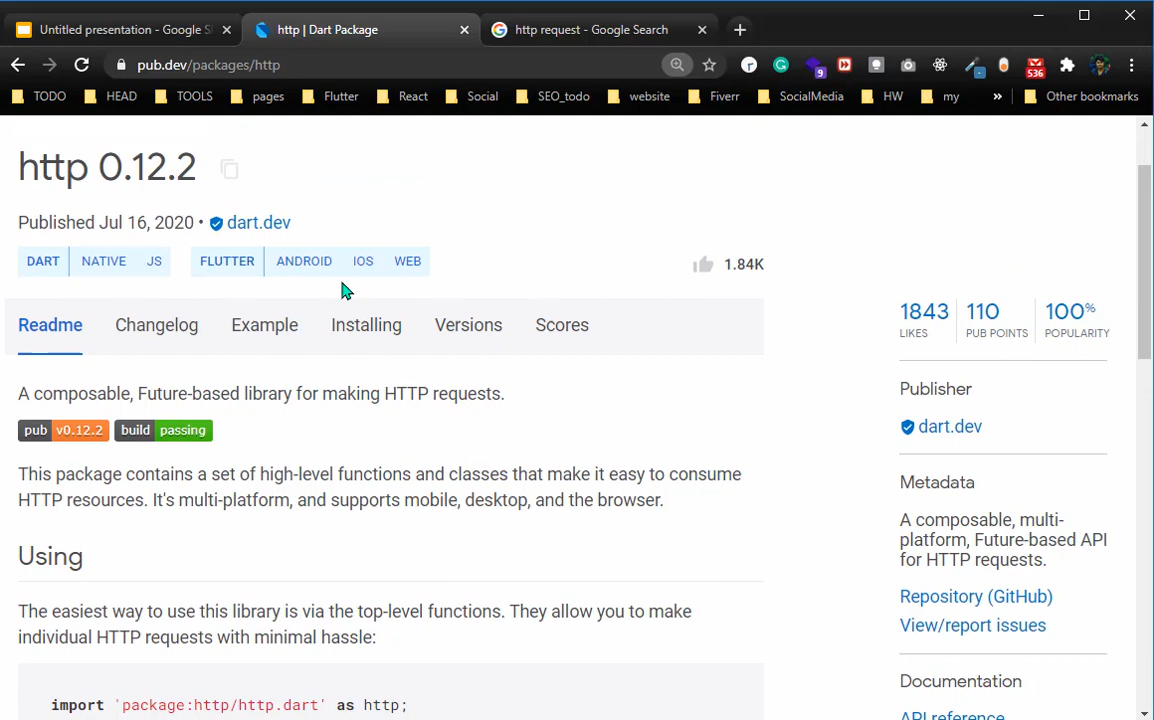 Untitled presentation - Google Sl
http | Dart Package
http request - Google Search
pub.dev/packages/http
9
536
TODO
HEAD
TOOLS
pages
Flutter
React
Social
SEO_todo
website
Fiverr
SocialMedia
HW
my
»
Other bookmarks
http 0.12.2
Published Jul 16, 2020 • dart.dev
DART NATIVE JS FLUTTER ANDROID IOS WEB
1.84K
Readme Changelog Example Installing Versions Scores
A composable, Future-based library for making HTTP requests.
pub v0.12.2 build passing
This package contains a set of high-level functions and classes that make it easy to consume
HTTP resources. It's multi-platform, and supports mobile, desktop, and the browser.
Using
The easiest way to use this library is via the top-level functions. They allow you to make
individual HTTP requests with minimal hassle:
import 'package:http/http.dart' as http;
1843 110 100%
LIKES PUB POINTS POPULARITY
Publisher
dart.dev
Metadata
A composable, multi-
platform, Future-based API
for HTTP requests.
Repository (GitHub)
View/report issues
Documentation
API reference